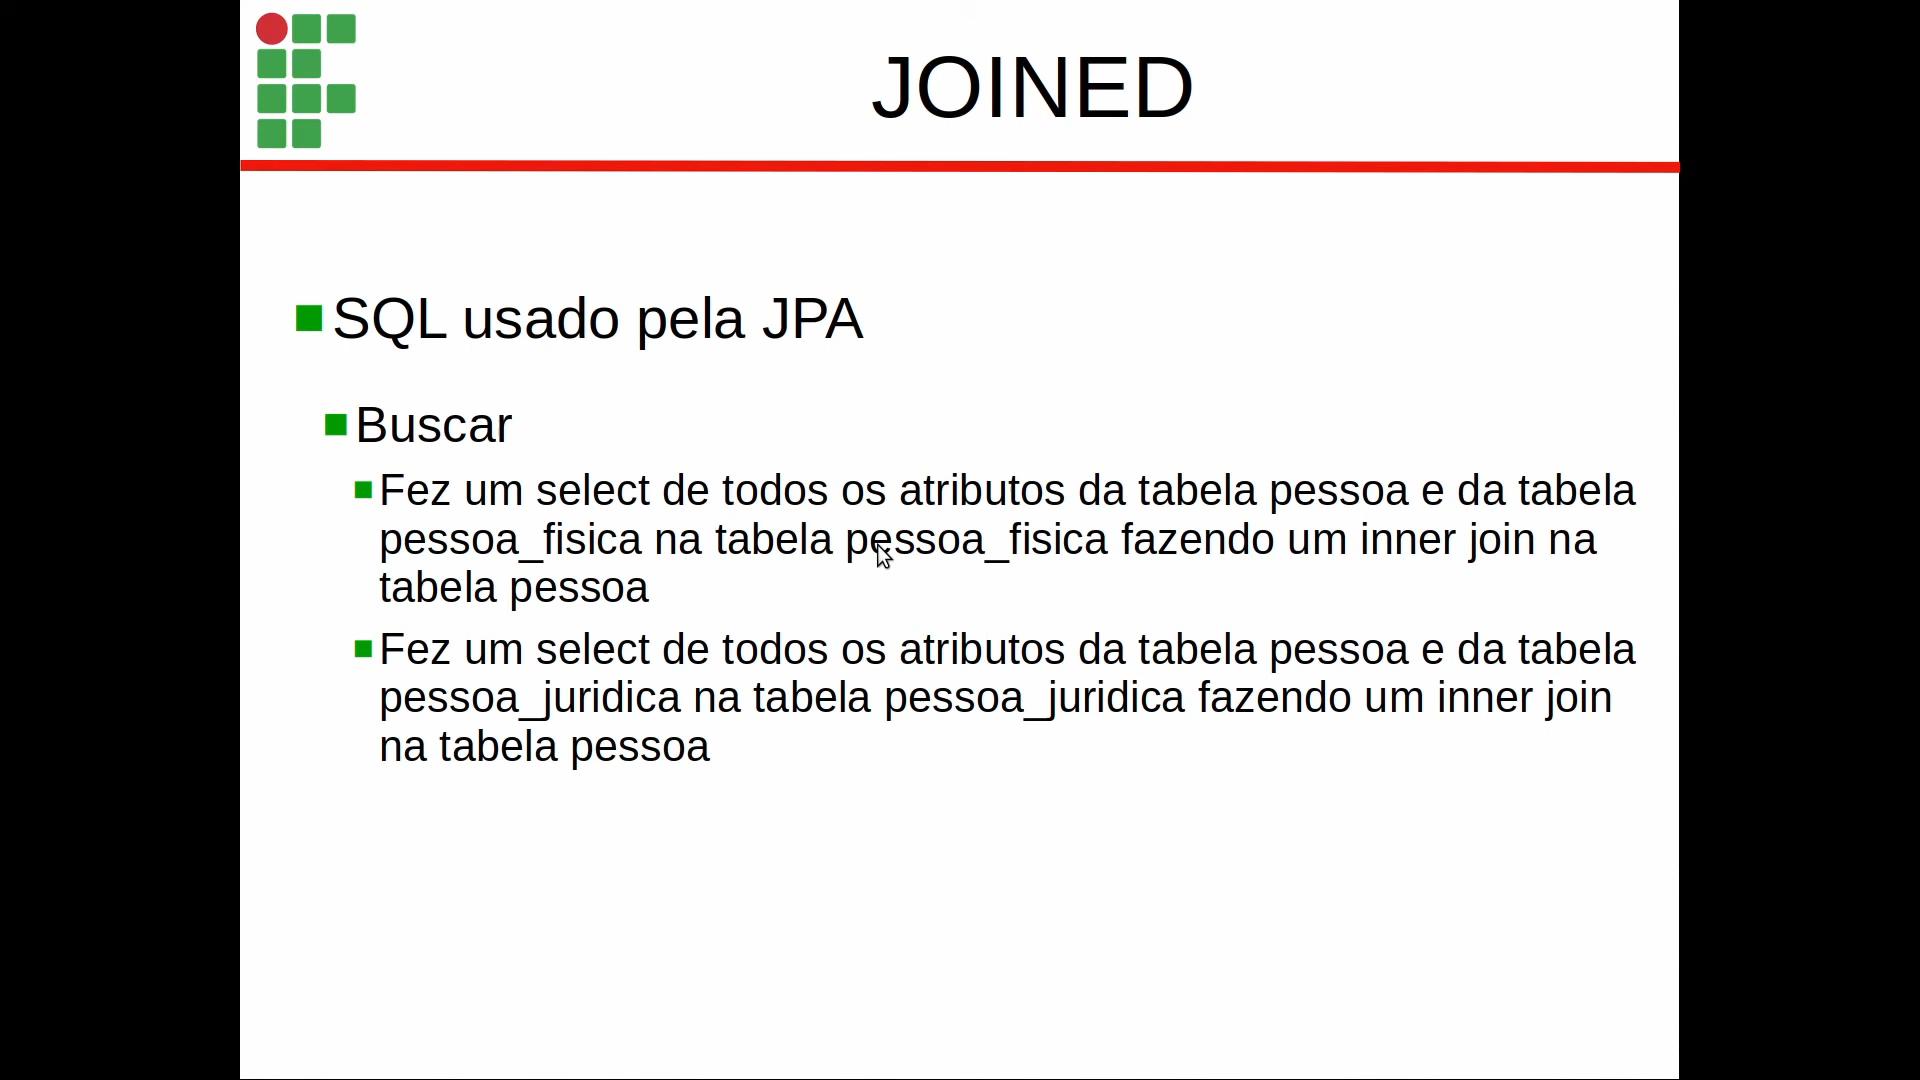 JOINED
SQL usado pela JPA
Buscar
Fez um select de todos os atributos da tabela pessoa e da tabela
pessoa_fisica na tabela pessoa_fisica fazendo um inner join na
tabela pessoa
Fez um select de todos os atributos da tabela pessoa e da tabela
pessoa_juridica na tabela pessoa_juridica fazendo um inner join
na tabela pessoa